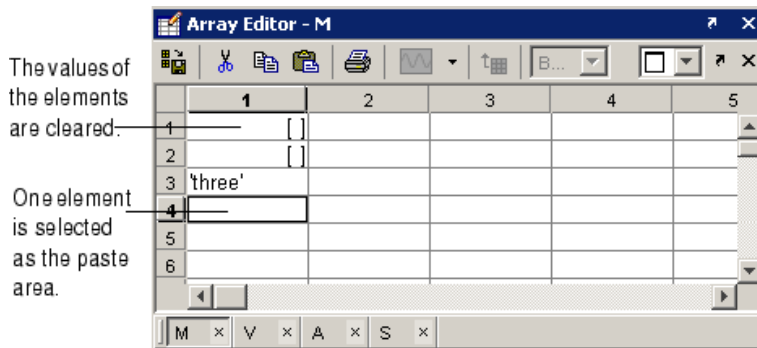 Array Editor - M
B...
The values of
the elements
are cleared.
1 2 3 4 5
1 [ ]
2 [ ]
3 'three'
4
5
6
One element
is selected
as the paste
area.
M × V × A × S ×